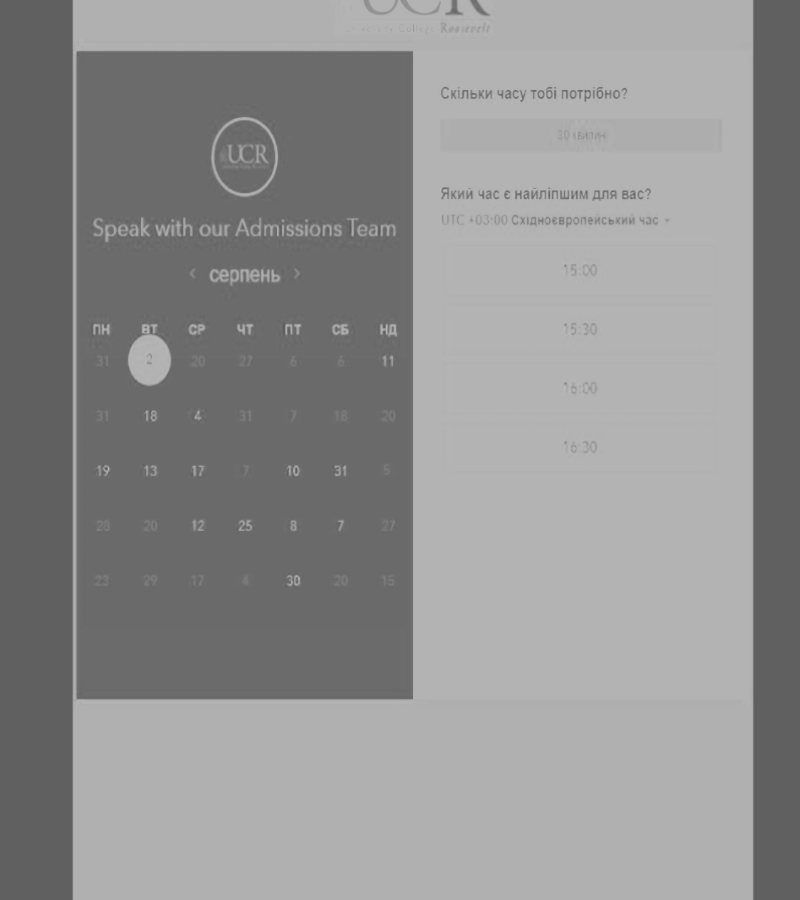 UCR
University College Roosevelt
UCR
Speak with our Admissions Team
‹ серпень ›
ПН ВТ СР ЧТ ПТ СБ НД
31 2 20 27 6 6 11
31 18 4 31 7 18 20
19 13 17 7 10 31 5
28 20 12 25 8 7 27
23 29 17 4 30 20 15
Скільки часу тобі потрібно?
30 хвилин
Який час є найліпшим для вас?
UTC +03:00 Східноєвропейський час
15:00
15:30
16:00
16:30